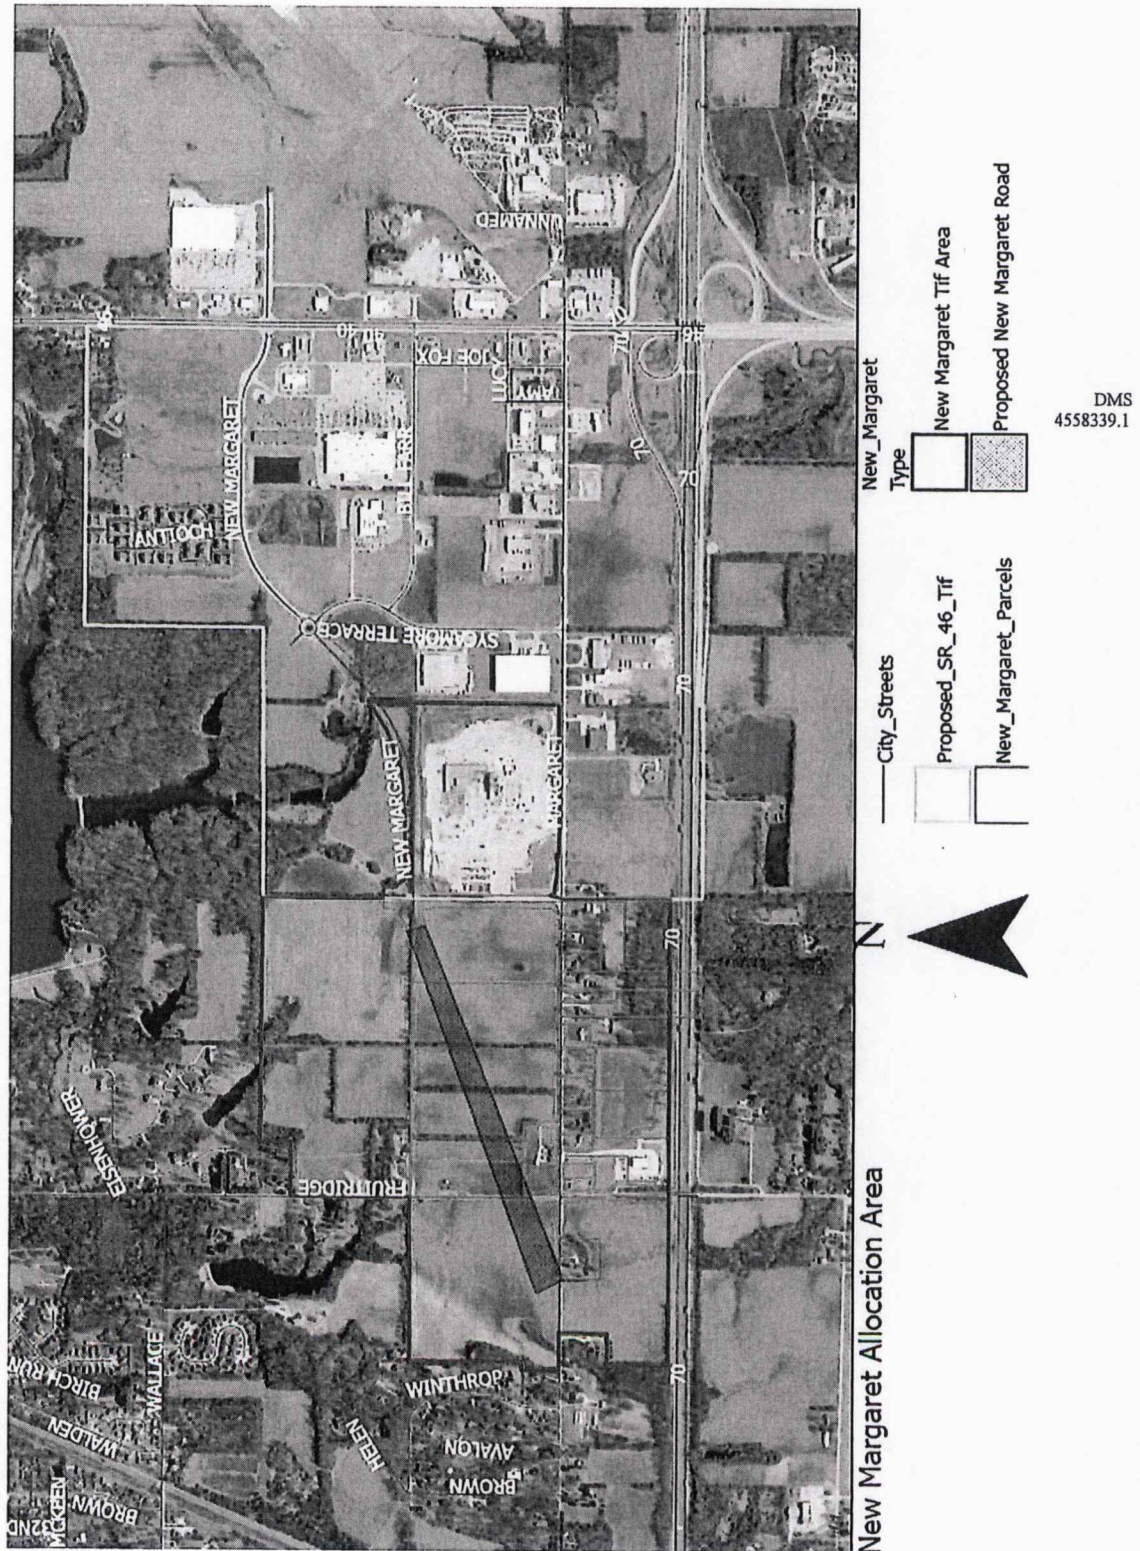 32ND
MCKEEN
BROWN
WALDEN
BIRCH RUN
WALLACE
EISENHOWER
HELEN
WINTHROP
AVALON
BROWN
FRUITRIDGE
NEW MARGARET
MARGARET
SYCAMORE TERRACE
ANTIOCH
NEW MARGARET
JOE FOX
LUCY
AMY
UNNAMED
40
46
70
70
70
70
70
70
New Margaret Allocation Area
N
City_Streets
Proposed_SR_46_Tif
New_Margaret_Parcels
New_Margaret
Type
New Margaret Tif Area
Proposed New Margaret Road
DMS
4558339.1